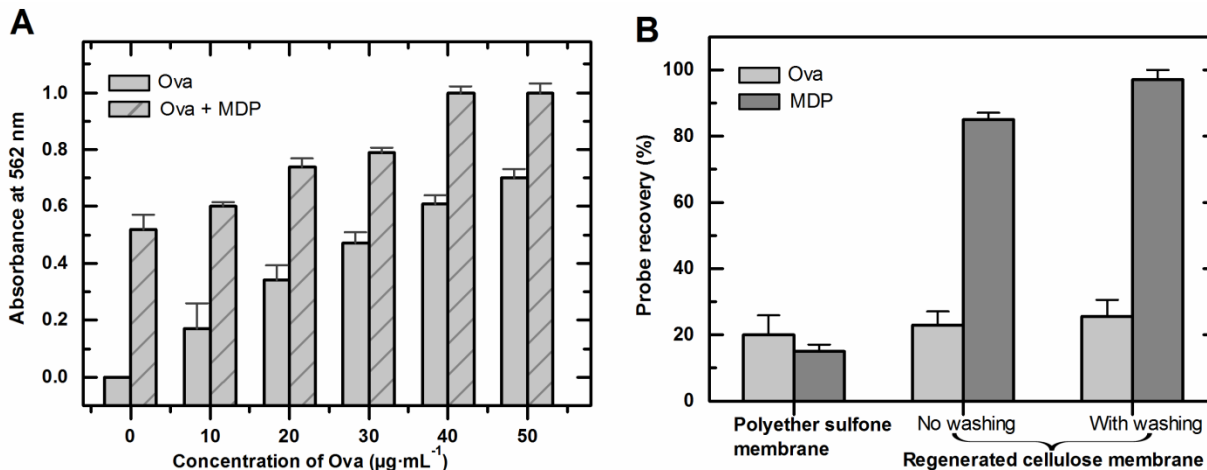 A
Ova
Ova + MDP
Absorbance at 562 nm
1.0
0.8
0.6
0.4
0.2
0.0
0 10 20 30 40 50
Concentration of Ova (µg·mL⁻¹)
B
Ova
MDP
Probe recovery (%)
100
80
60
40
20
0
Polyether sulfone
membrane
No washing
With washing
Regenerated cellulose membrane